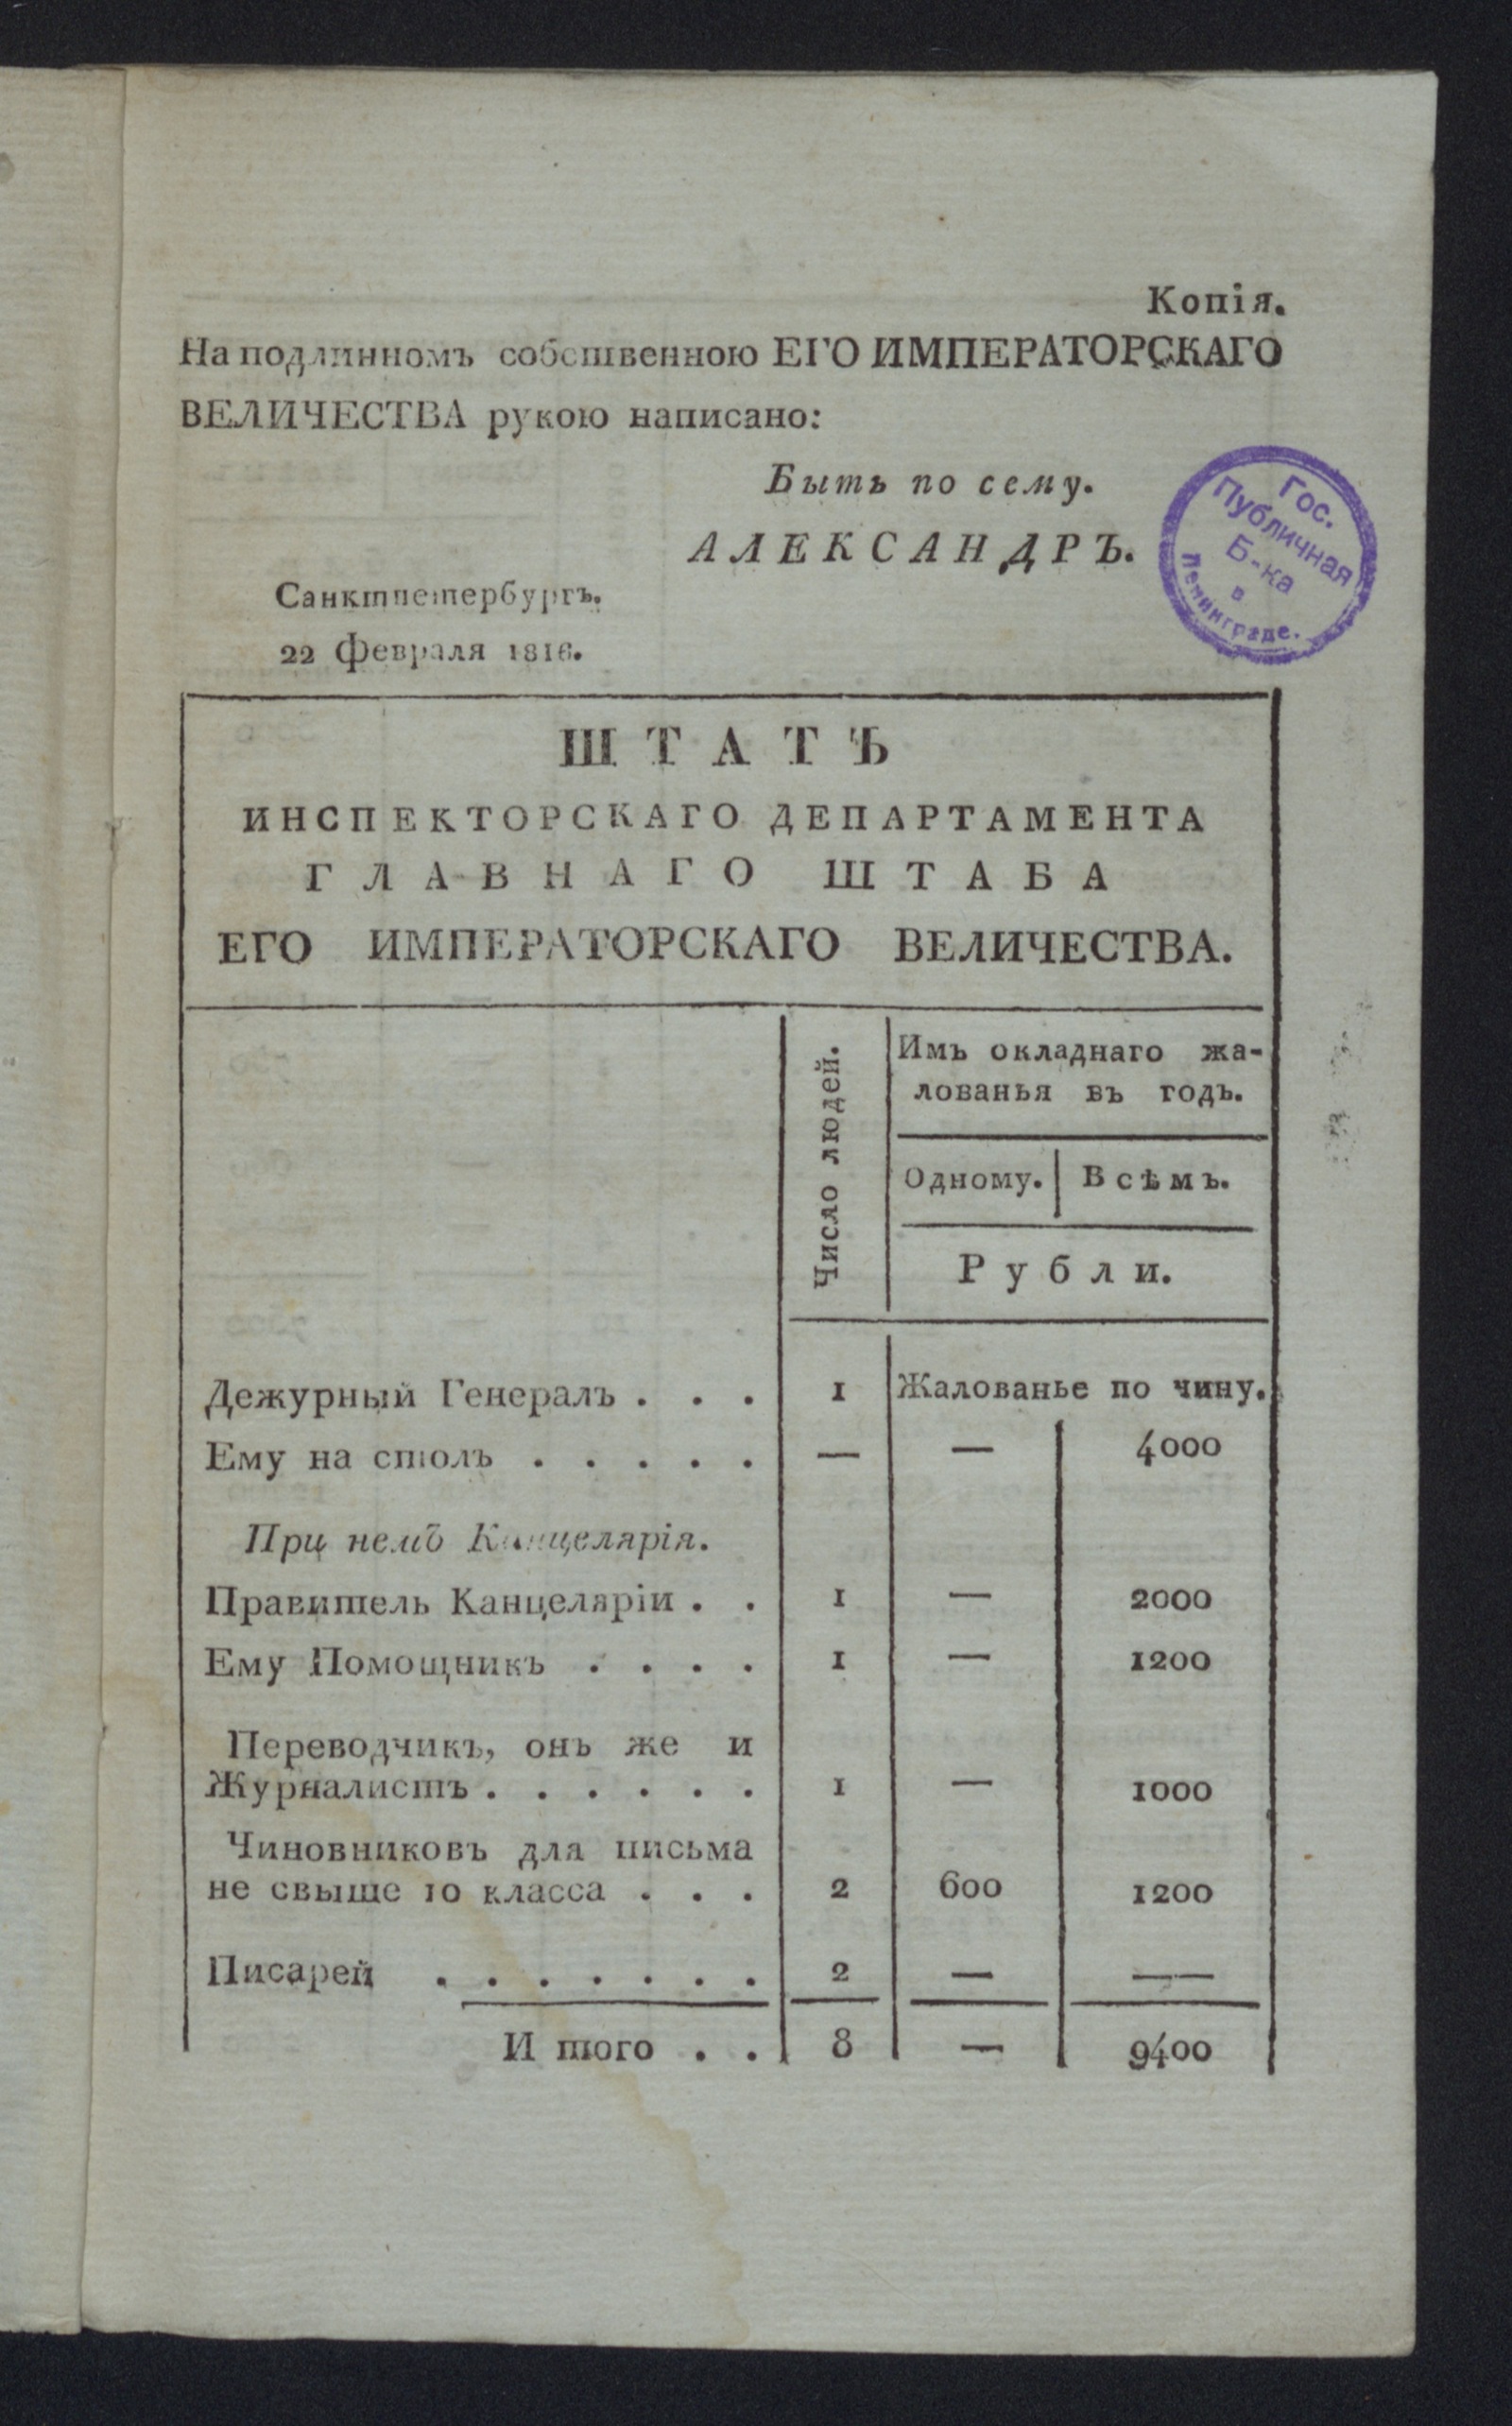 Копія.
На подлинномъ собственною ЕГО ИМПЕРАТОРСКАГО
ВЕЛИЧЕСТВА рукою написано:
Быть по сему.
АЛЕКСАНДРЪ.
Гос.
Публичная
Б-ка
в
Ленинграде.
Санктпетербургъ.
22 февраля 1816.
ШТАТЪ
ИНСПЕКТОРСКАГО ДЕПАРТАМЕНТА
ГЛАВНАГО ШТАБА
ЕГО ИМПЕРАТОРСКАГО ВЕЛИЧЕСТВА.
Число людей.
Имъ окладнаго жа-
лованья въ годъ.
Одному. Всѣмъ.
Рубли.
Дежурный Генералъ . . . 1 Жалованье по чину.
Ему на столъ . . . . . — — 4000
При немъ Канцелярія.
Правитель Канцеляріи . . 1 — 2000
Ему Помощникъ . . . . 1 — 1200
Переводчикъ, онъ же и
Журналистъ . . . . . . 1 — 1000
Чиновниковъ для письма
не свыше 10 класса . . . 2 600 1200
Писарей . . . . . . . 2 — ——
И того . . 8 — 9400